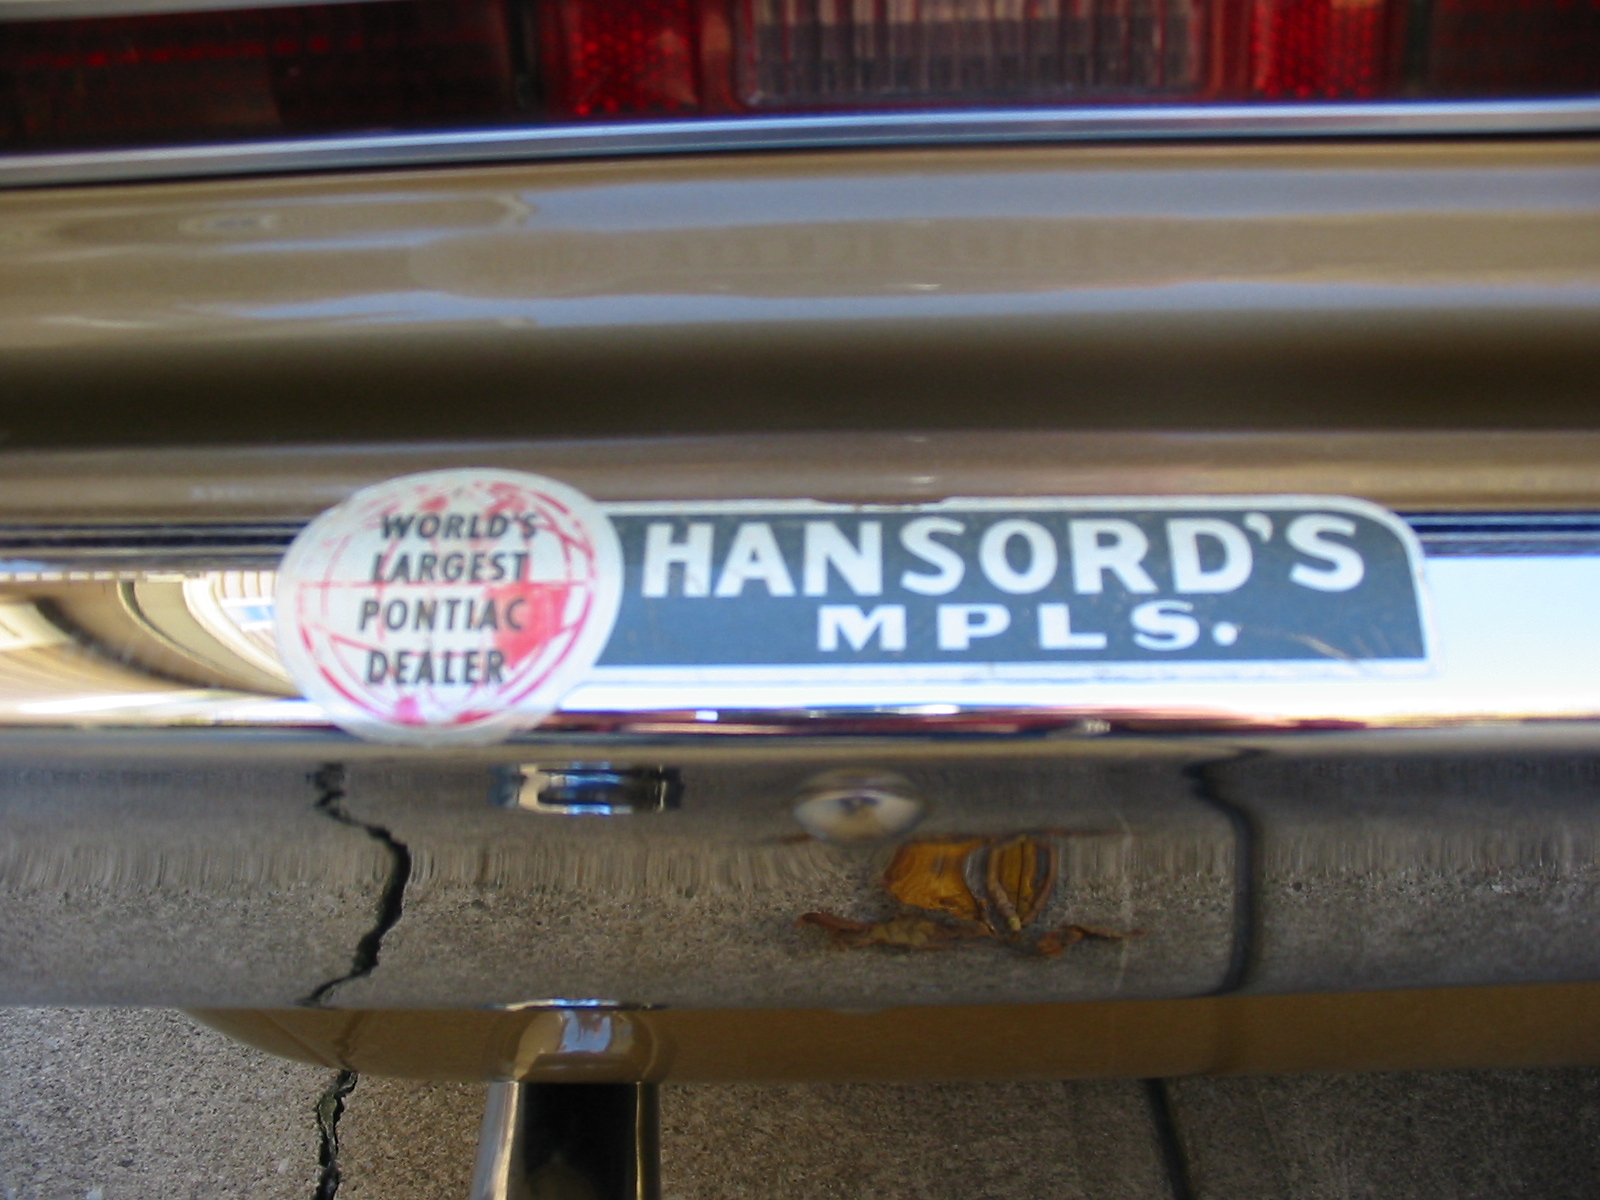 WORLD'S
LARGEST
PONTIAC
DEALER
HANSORD'S
MPLS.